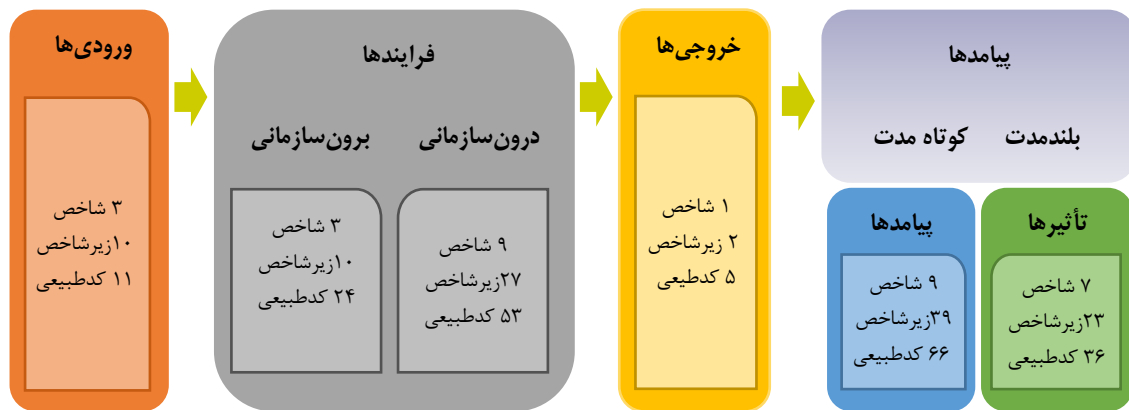 ورودی‌ها
۳ شاخص
۱۰زیرشاخص
۱۱ کدطبیعی
فرایندها
برون‌سازمانی
۳ شاخص
۱۰زیرشاخص
۲۴ کدطبیعی
درون‌سازمانی
۹ شاخص
۲۷زیرشاخص
۵۳ کدطبیعی
خروجی‌ها
۱ شاخص
۲ زیرشاخص
۵ کدطیعی
پیامدها
کوتاه مدت
بلندمدت
پیامدها
۹ شاخص
۳۹زیرشاخص
۶۶ کدطبیعی
تأثیرها
۷ شاخص
۲۳زیرشاخص
۳۶ کدطبیعی